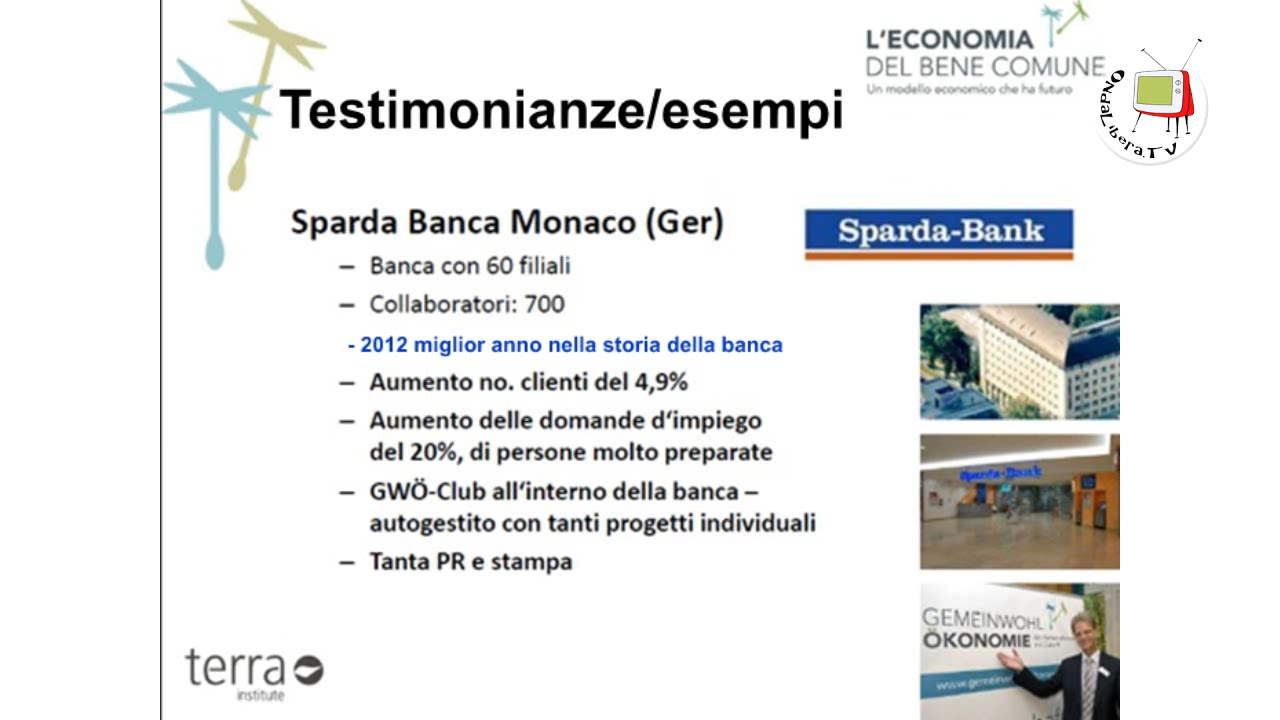 L'ECONOMIA
DEL BENE COMUNE
Un modello economico che ha futuro
OndaLibera.TV
Testimonianze/esempi
Sparda Banca Monaco (Ger)
Sparda-Bank
– Banca con 60 filiali
– Collaboratori: 700
- 2012 miglior anno nella storia della banca
– Aumento no. clienti del 4,9%
– Aumento delle domande d‘impiego
del 20%, di persone molto preparate
– GWÖ-Club all‘interno della banca –
autogestito con tanti progetti individuali
– Tanta PR e stampa
Sparda-Bank
GEMEINWOHL
ÖKONOMIE
terra
institute